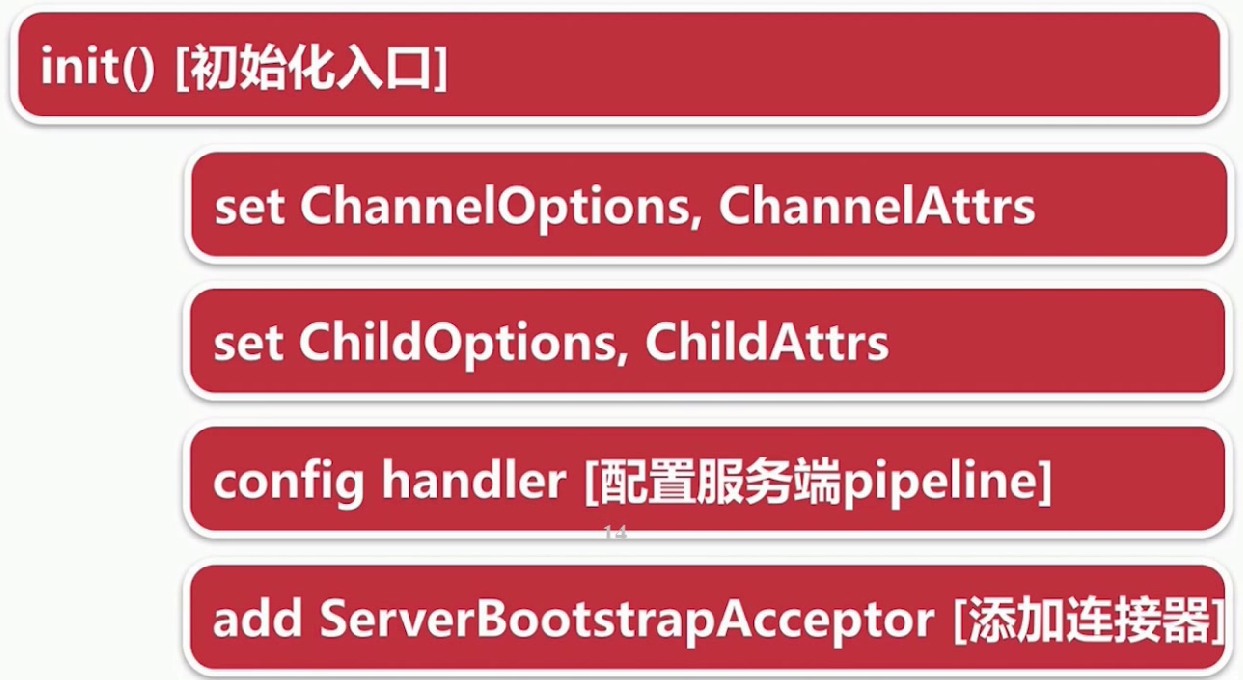 init() [初始化入口]
set ChannelOptions, ChannelAttrs
set ChildOptions, ChildAttrs
config handler [配置服务端pipeline]
14
add ServerBootstrapAcceptor [添加连接器]